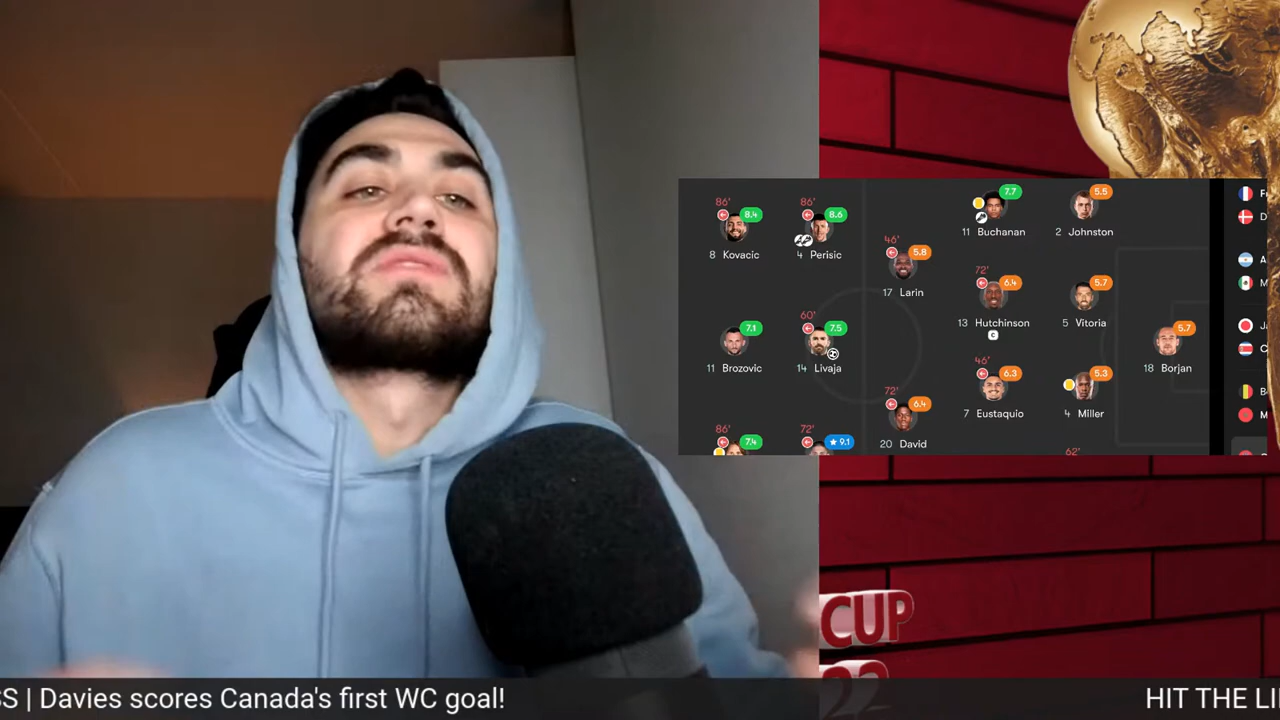 86' 8.4
8 Kovacic
86' 8.6
4 Perisic
46' 5.8
17 Larin
7.7
11 Buchanan
5.5
2 Johnston
72' 6.4
13 Hutchinson
C
5.7
5 Vitoria
7.1
11 Brozovic
60' 7.5
14 Livaja
5.7
18 Borjan
46' 6.3
7 Eustaquio
5.3
4 Miller
72' 6.4
20 David
86' 7.4
72' 9.1
62'
CUP
22
SS | Davies scores Canada's first WC goal!
HIT THE LI